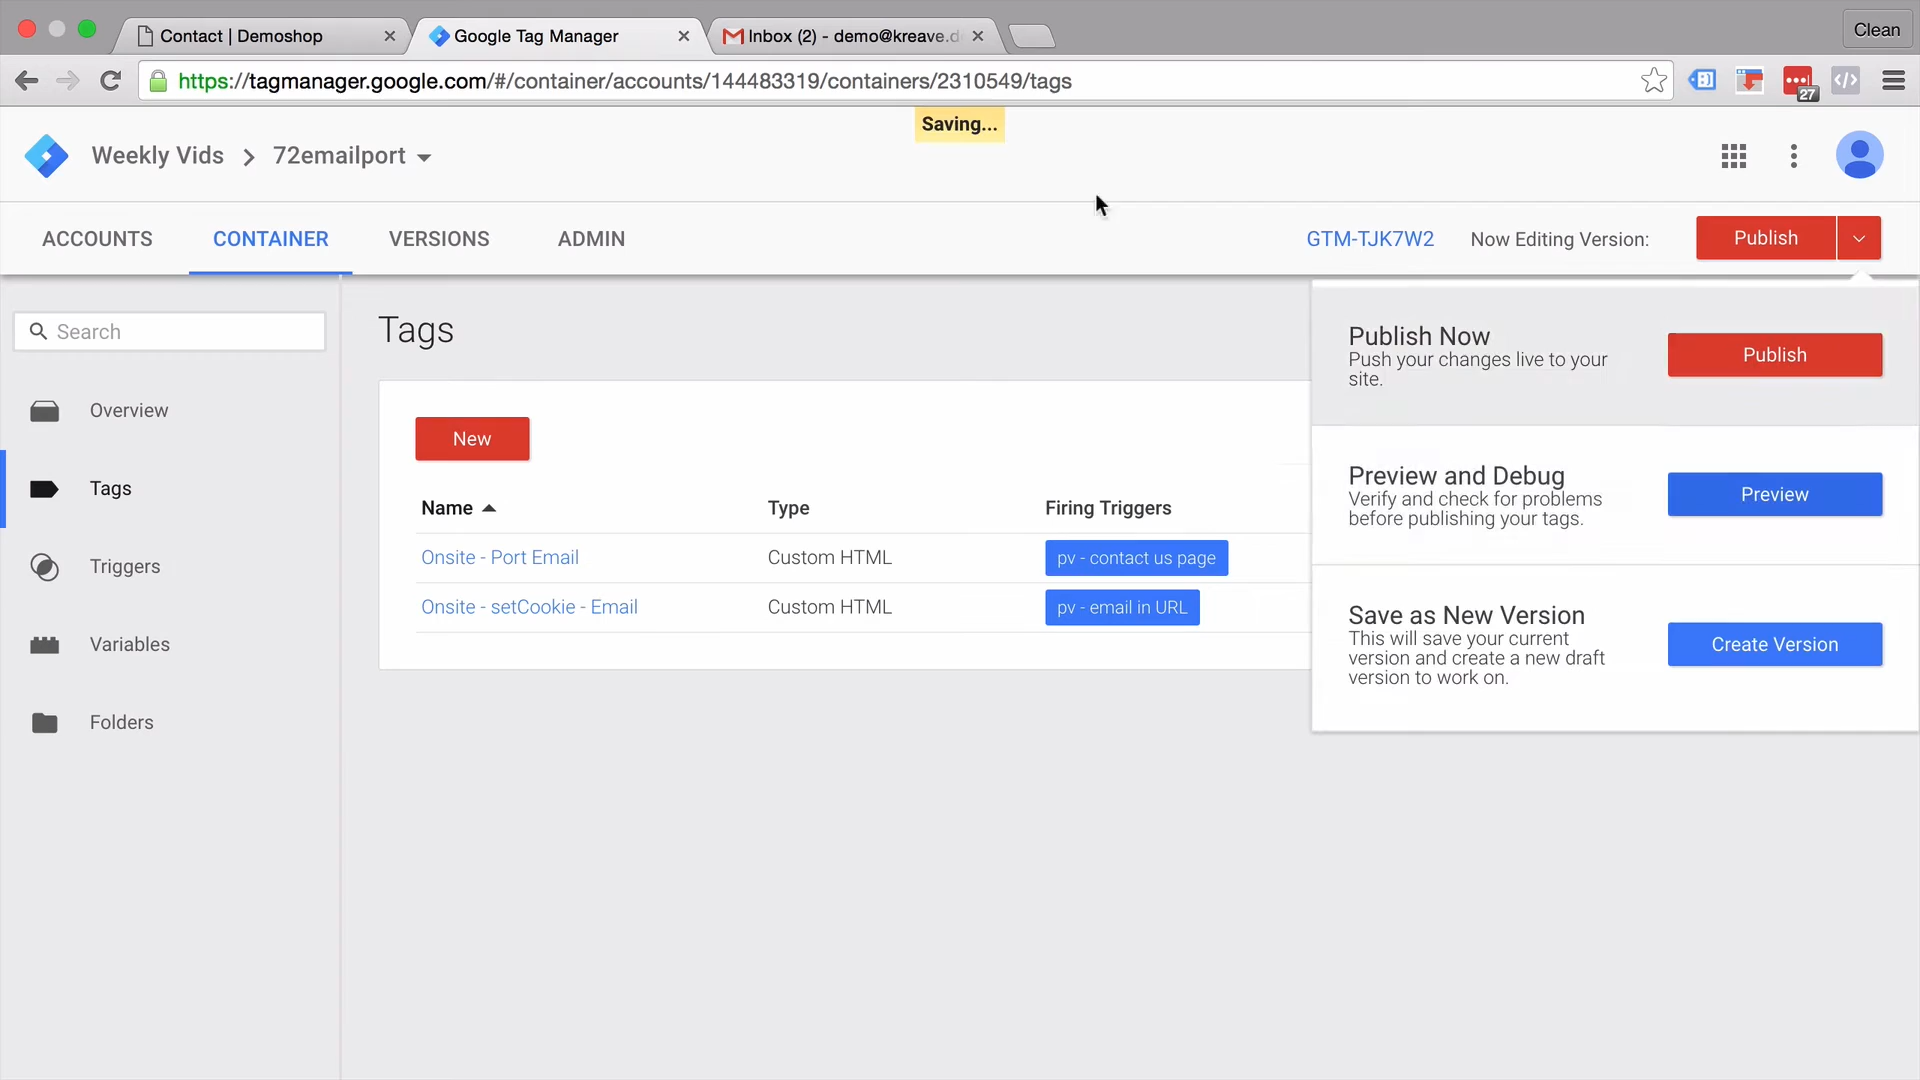 Contact | Demoshop
Google Tag Manager
Inbox (2) - demo@kreave.d
Clean
https://tagmanager.google.com/#/container/accounts/144483319/containers/2310549/tags
27
Saving...
Weekly Vids > 72emailport
ACCOUNTS
CONTAINER
VERSIONS
ADMIN
GTM-TJK7W2
Now Editing Version:
Publish
Search
Overview
Tags
Triggers
Variables
Folders
Tags
New
Name
Type
Firing Triggers
Onsite - Port Email
Custom HTML
pv - contact us page
Onsite - setCookie - Email
Custom HTML
pv - email in URL
Publish Now
Push your changes live to your
site.
Publish
Preview and Debug
Verify and check for problems
before publishing your tags.
Preview
Save as New Version
This will save your current
version and create a new draft
version to work on.
Create Version